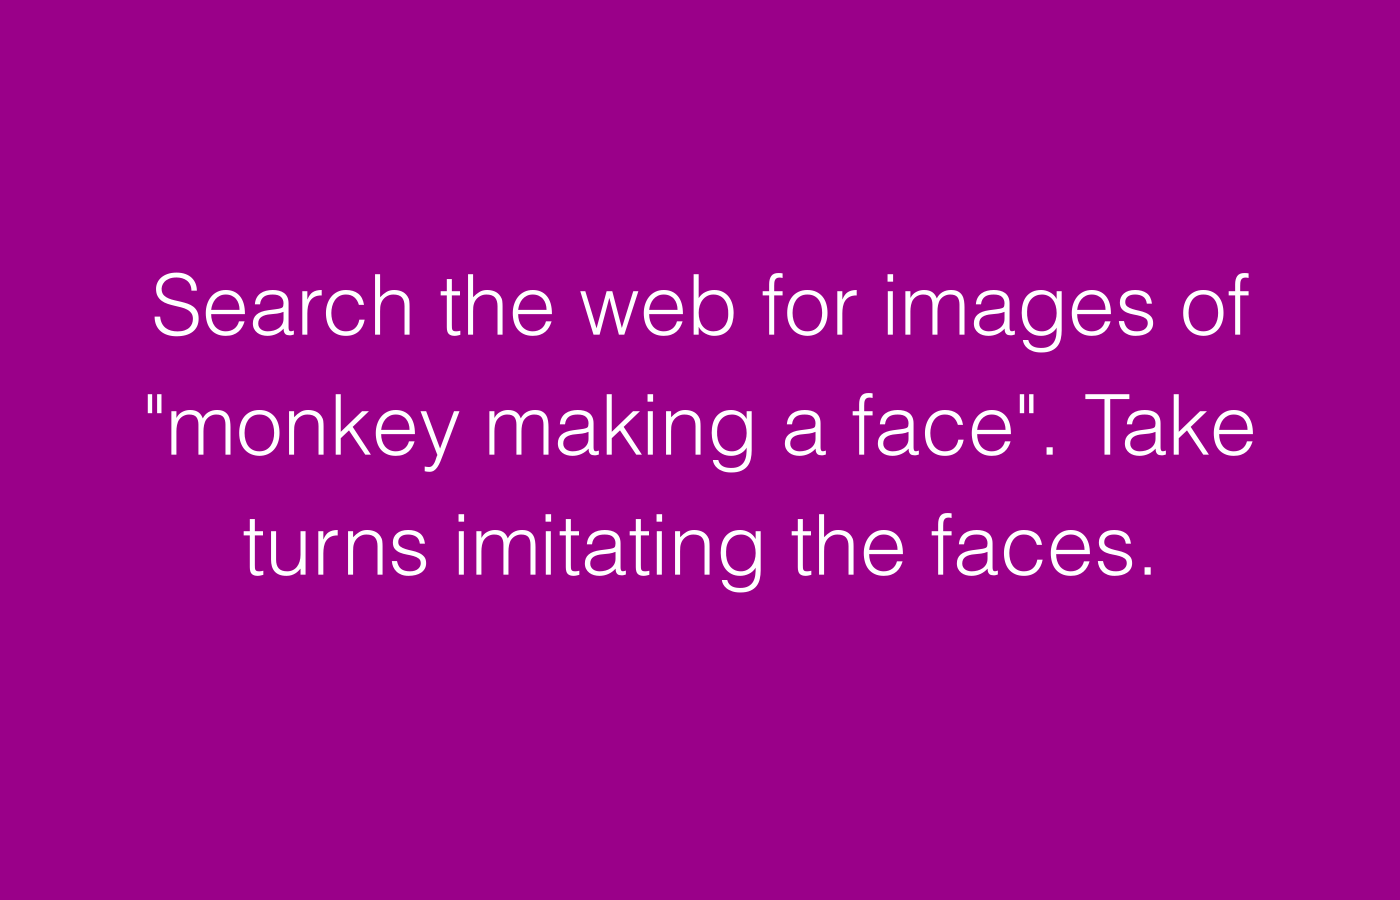 Search the web for images of
"monkey making a face". Take
turns imitating the faces.